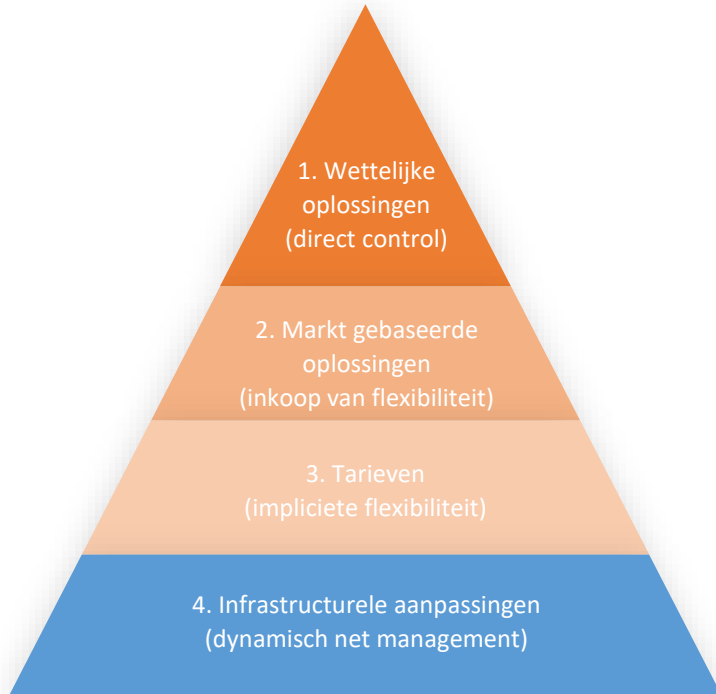 1. Wettelijke
oplossingen
(direct control)
2. Markt gebaseerde
oplossingen
(inkoop van flexibiliteit)
3. Tarieven
(impliciete flexibiliteit)
4. Infrastructurele aanpassingen
(dynamisch net management)